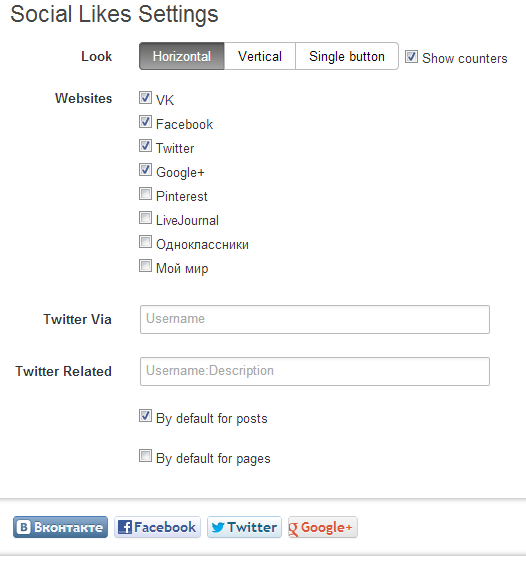 Social Likes Settings
Look Horizontal Vertical Single button Show counters
Websites VK
Facebook
Twitter
Google+
Pinterest
LiveJournal
Одноклассники
Мой мир
Twitter Via Username
Twitter Related Username:Description
By default for posts
By default for pages
В Вконтакте f Facebook Twitter g Google+